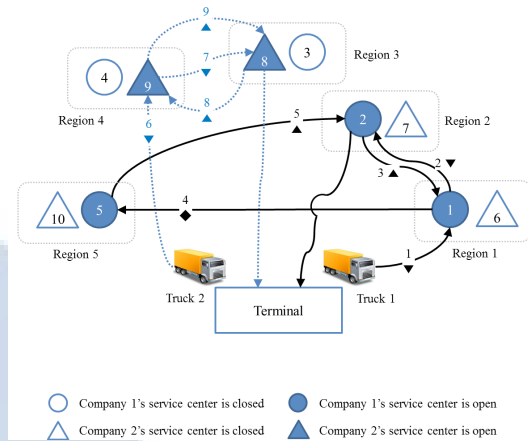 9
7
8
3
Region 3
4
9
8
Region 4
6
5
2
7
Region 2
3
2
10
5
Region 5
4
1
6
Region 1
1
Truck 2
Terminal
Truck 1
Company 1's service center is closed
Company 1's service center is open
Company 2's service center is closed
Company 2's service center is open